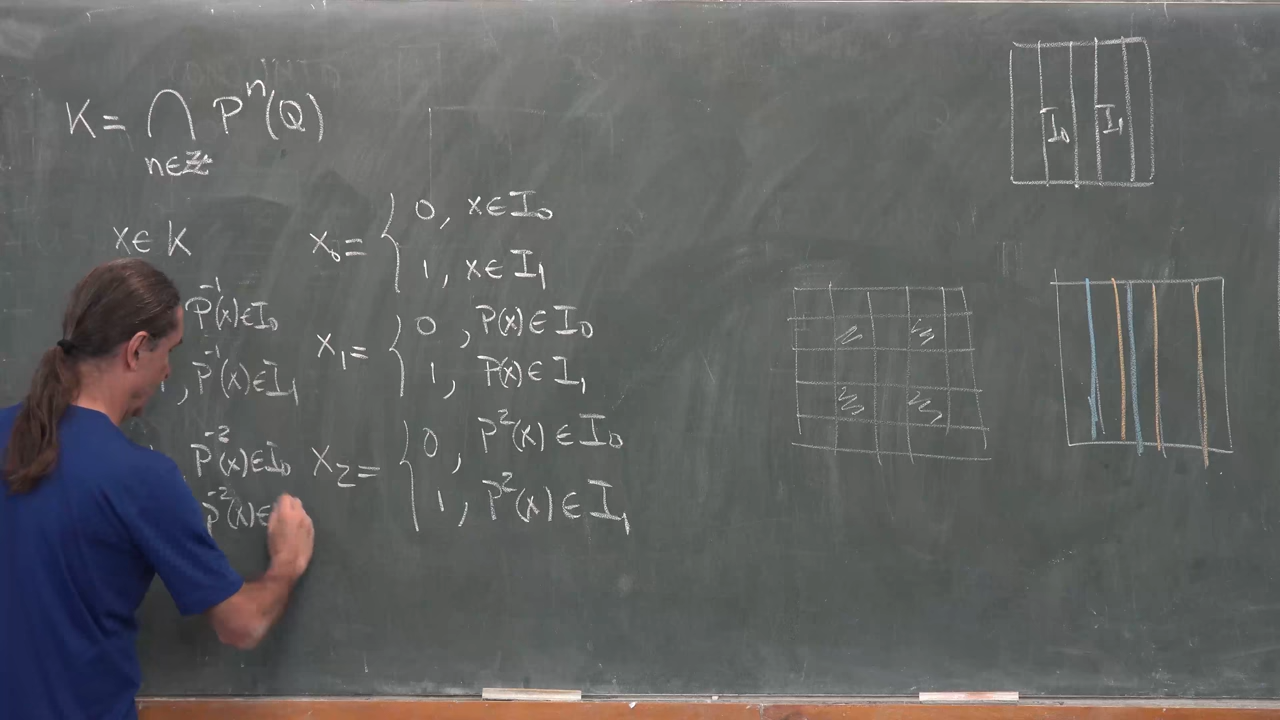 K = ⋂ Pⁿ(Q)
n∈ℤ
x∈K
x₀ = { 0, x∈I₀
1, x∈I₁
P⁻¹(x)∈I₀
, P⁻¹(x)∈I₁
x₁ = { 0, P(x)∈I₀
1, P(x)∈I₁
P⁻²(x)∈I₀
P⁻²(x)∈
x₂ = { 0, P²(x)∈I₀
1, P²(x)∈I₁
I₀ I₁